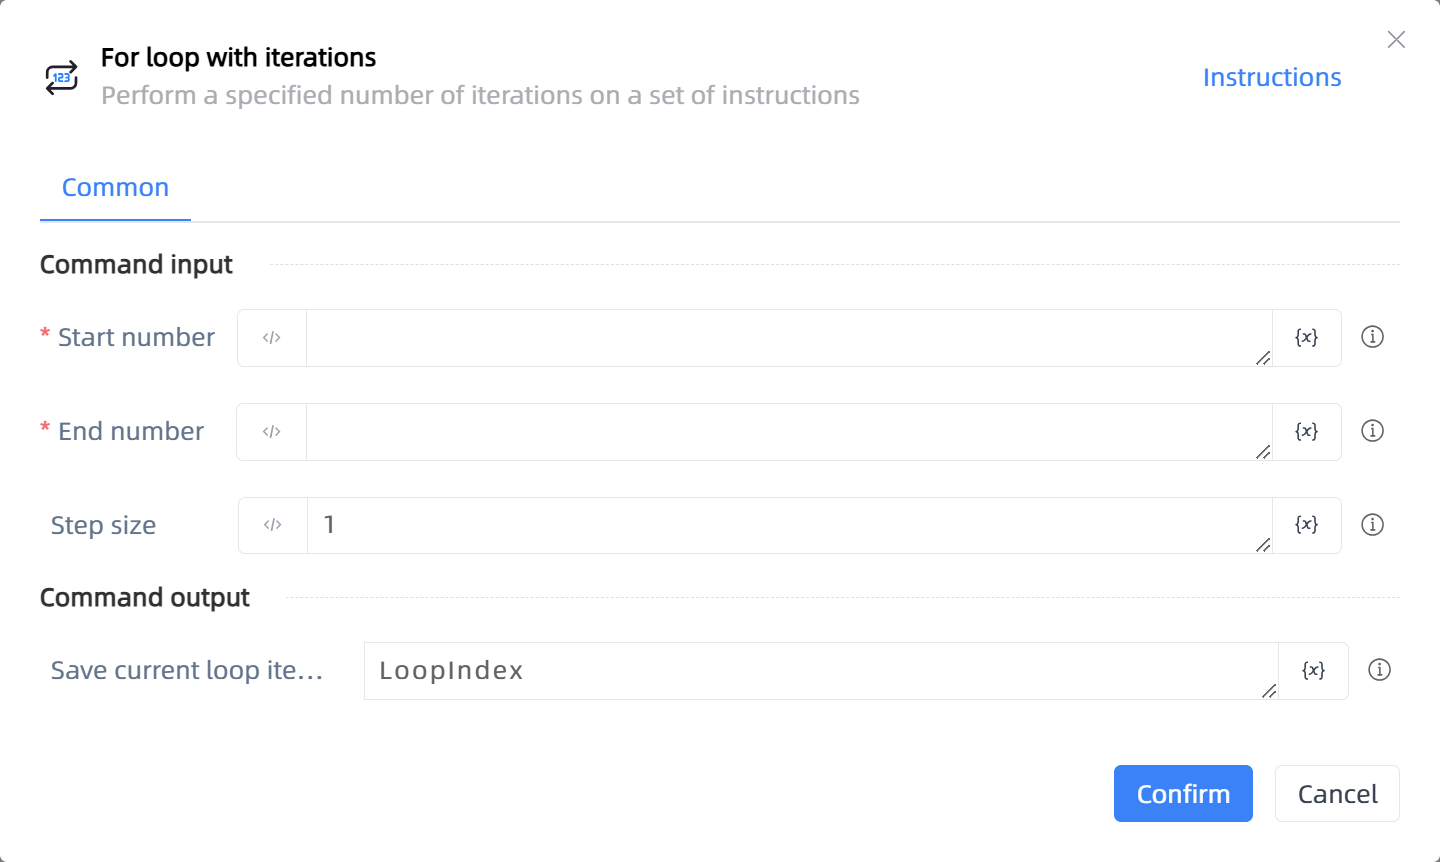 For loop with iterations
123
Perform a specified number of iterations on a set of instructions
Instructions
Common
Command input
* Start number </> {x}
* End number </> {x}
Step size </> 1 {x}
Command output
Save current loop ite... LoopIndex {x}
Confirm Cancel